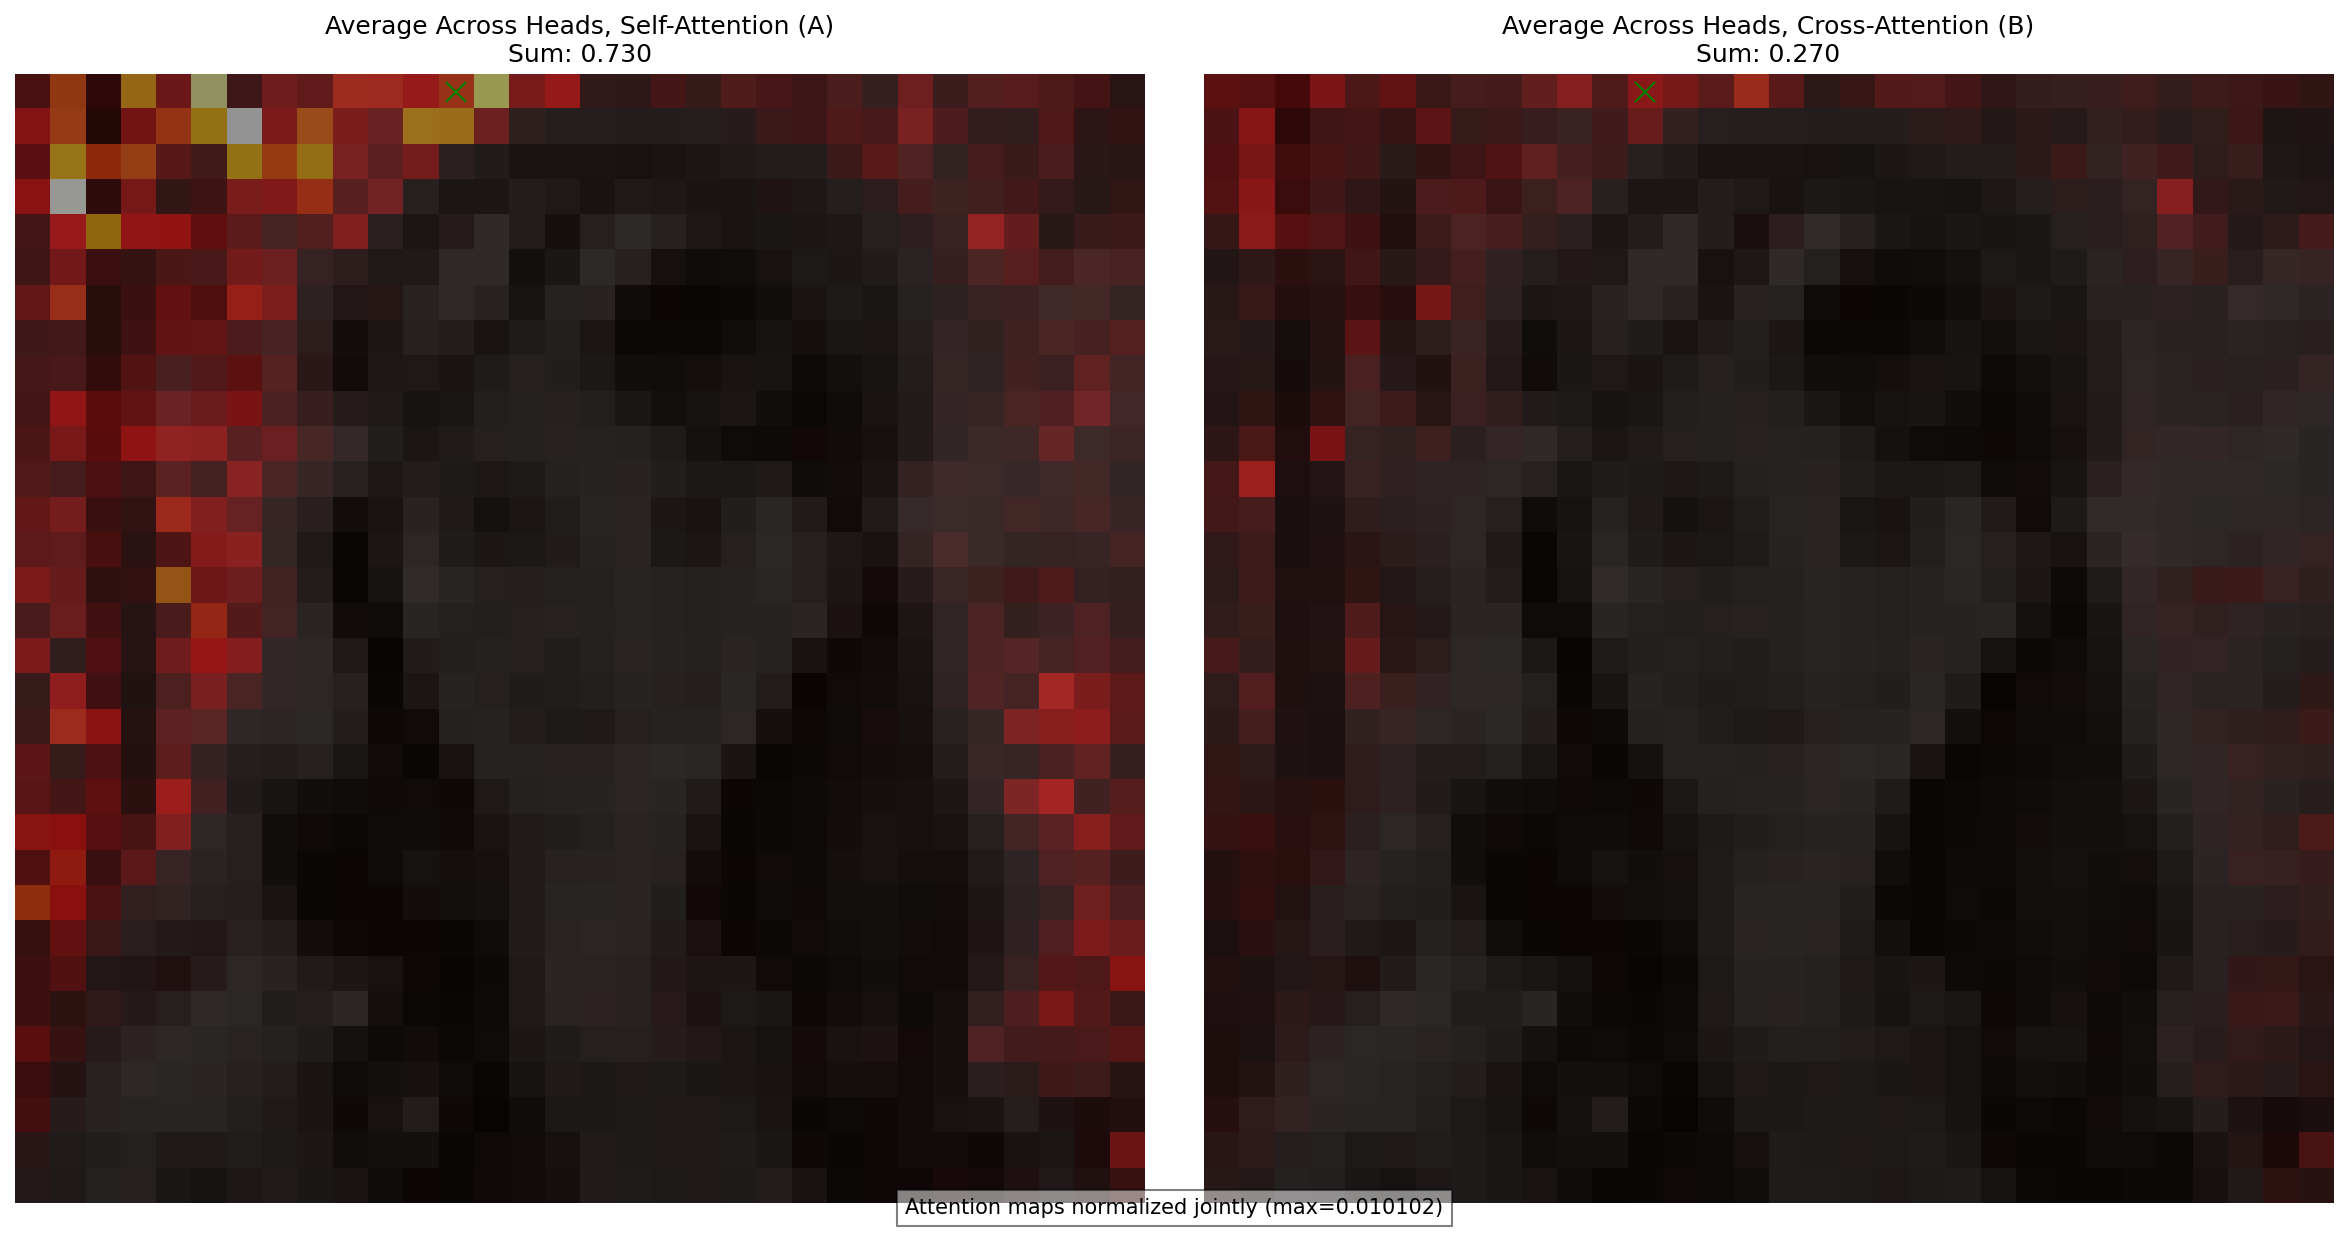 Average Across Heads, Self-Attention (A)
Sum: 0.730
Average Across Heads, Cross-Attention (B)
Sum: 0.270
Attention maps normalized jointly (max=0.010102)